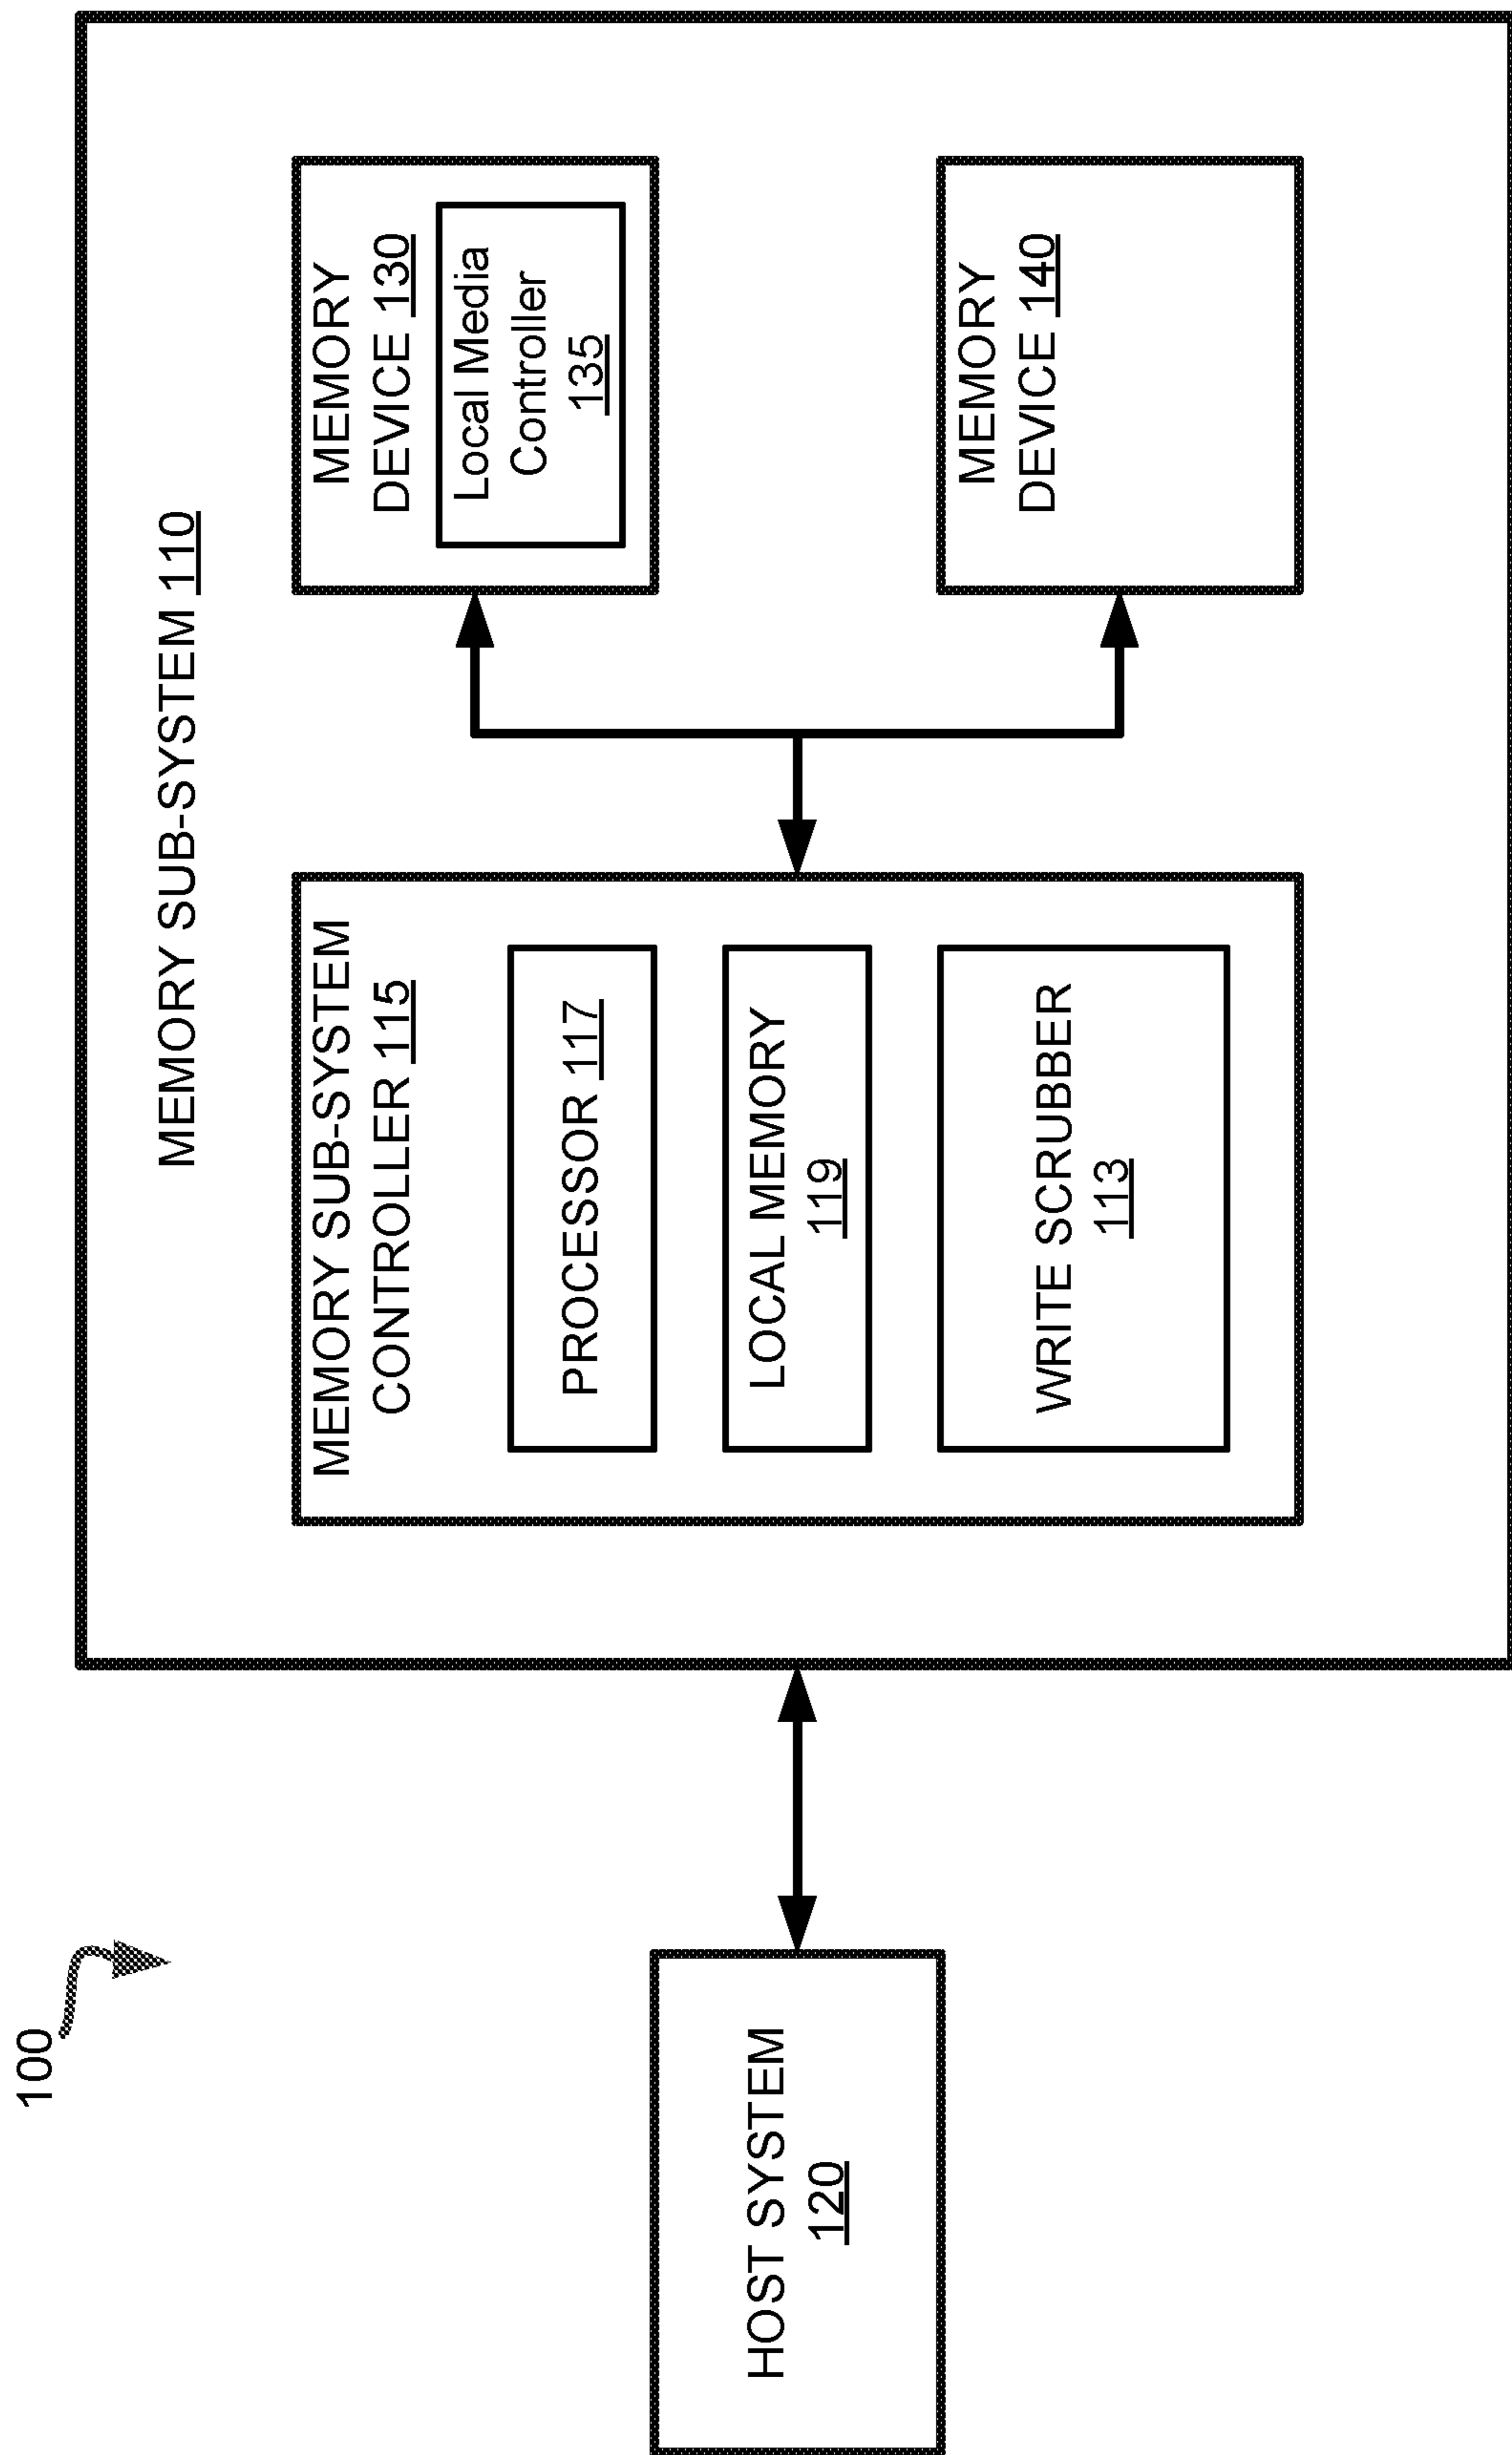 100
HOST SYSTEM
120
MEMORY SUB-SYSTEM 110
MEMORY SUB-SYSTEM
CONTROLLER 115
PROCESSOR 117
LOCAL MEMORY
119
WRITE SCRUBBER
113
MEMORY
DEVICE 130
Local Media
Controller
135
MEMORY
DEVICE 140